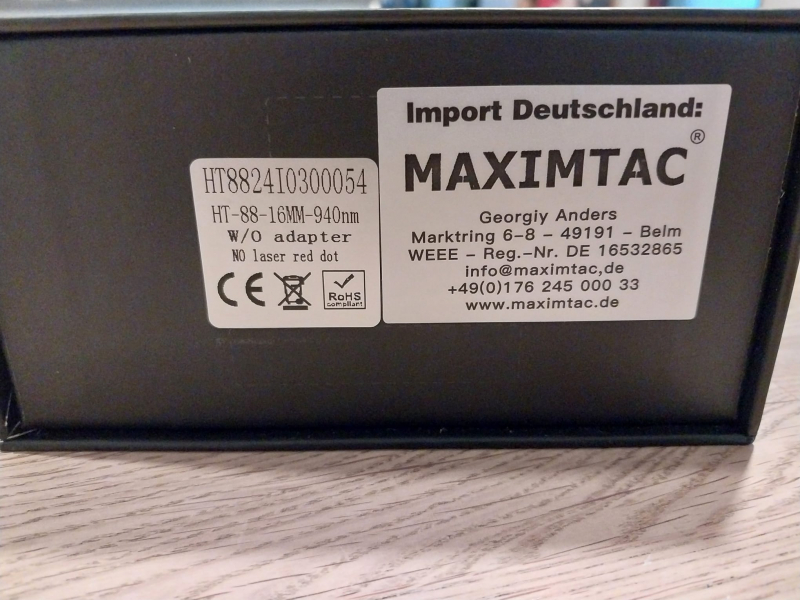 HT8824I0300054
HT-88-16MM-940nm
W/O adapter
NO laser red dot
CE
RoHS
compliant
Import Deutschland:
MAXIMTAC®
Georgiy Anders
Marktring 6-8 - 49191 - Belm
WEEE - Reg.-Nr. DE 16532865
info@maximtac,de
+49(0)176 245 000 33
www.maximtac.de